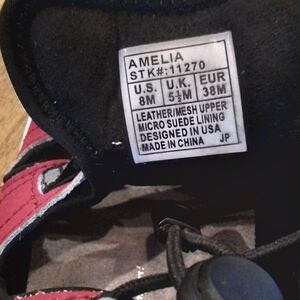 AMELIA
STK#:11270
U.S. U.K. EUR
8M 5½M 38M
LEATHER/MESH UPPER
MICRO SUEDE LINING
DESIGNED IN USA
MADE IN CHINA JP